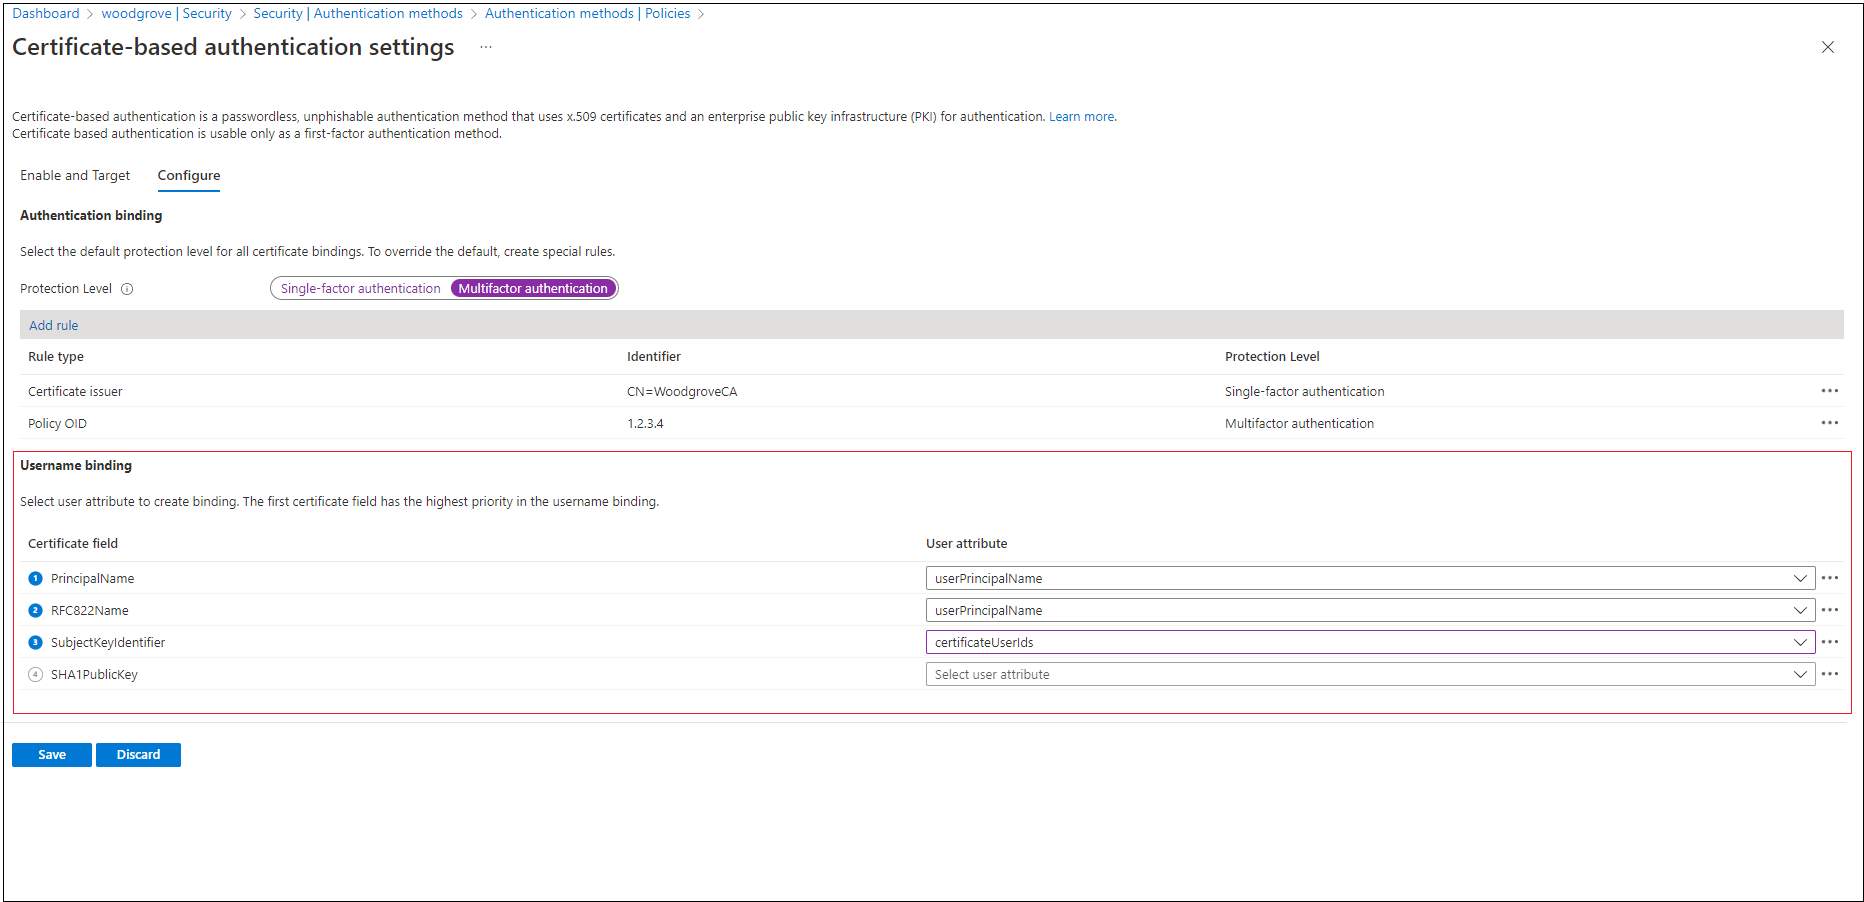 Dashboard > woodgrove | Security > Security | Authentication methods > Authentication methods | Policies >
Certificate-based authentication settings ...
Certificate-based authentication is a passwordless, unphishable authentication method that uses x.509 certificates and an enterprise public key infrastructure (PKI) for authentication. Learn more.
Certificate based authentication is usable only as a first-factor authentication method.
Enable and Target Configure
Authentication binding
Select the default protection level for all certificate bindings. To override the default, create special rules.
Protection Level Single-factor authentication Multifactor authentication
Add rule
Rule type Identifier Protection Level
Certificate issuer CN=WoodgroveCA Single-factor authentication
Policy OID 1.2.3.4 Multifactor authentication
Username binding
Select user attribute to create binding. The first certificate field has the highest priority in the username binding.
Certificate field User attribute
1 PrincipalName userPrincipalName
2 RFC822Name userPrincipalName
3 SubjectKeyIdentifier certificateUserIds
4 SHA1PublicKey Select user attribute
Save Discard